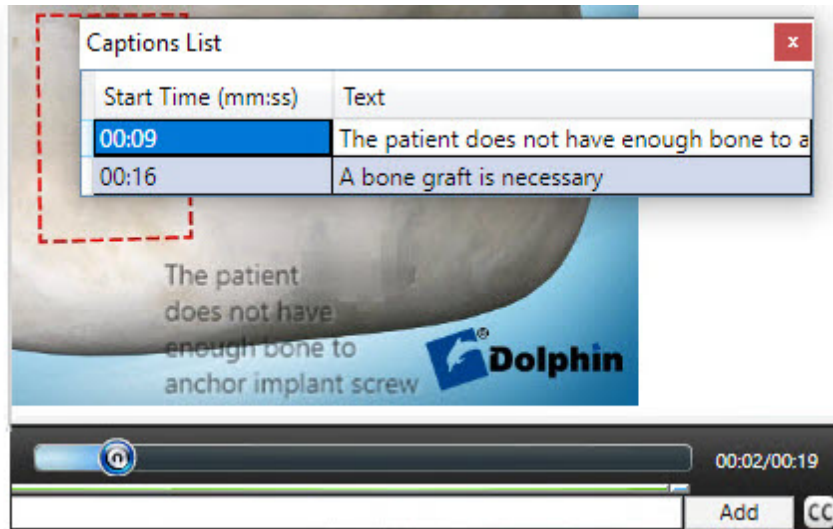 Captions List
x
Start Time (mm:ss) Text
00:09 The patient does not have enough bone to a
00:16 A bone graft is necessary
The patient
does not have
enough bone to
anchor implant screw
®
Dolphin
00:02/00:19
Add CC